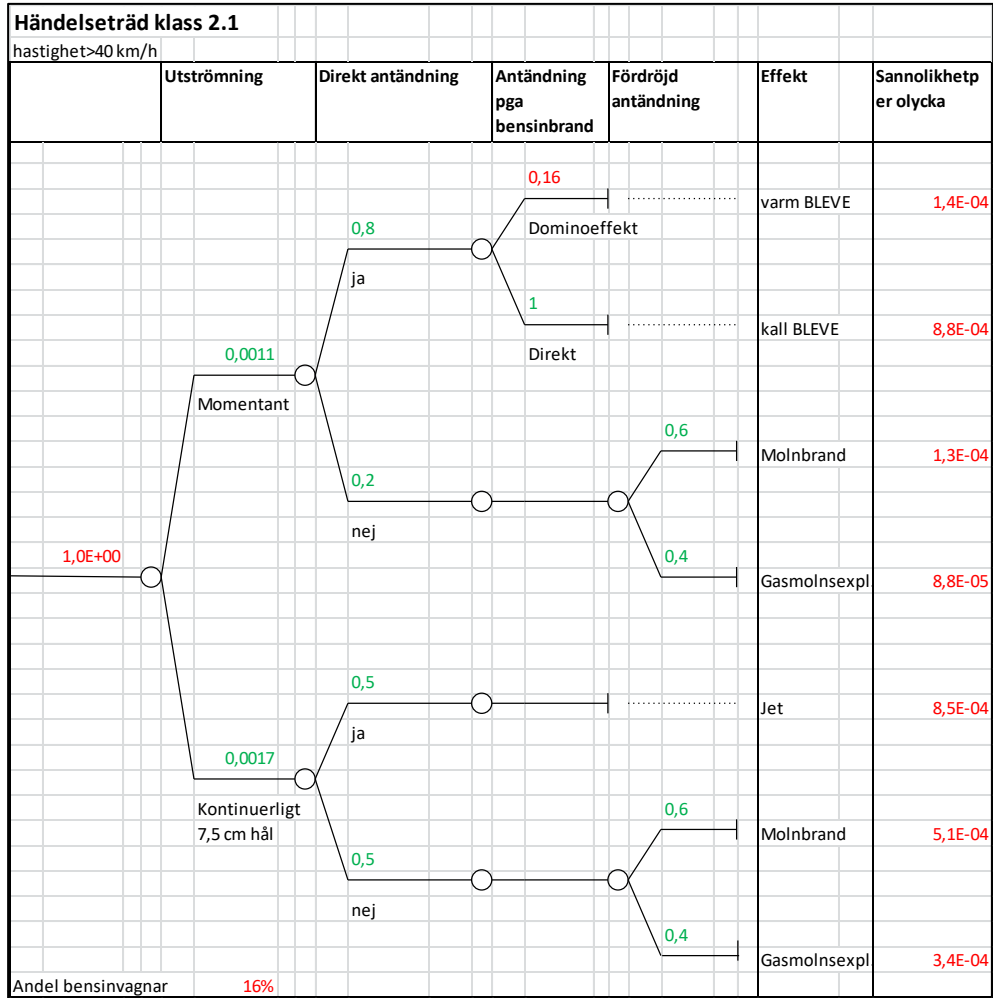 Händelseträd klass 2.1
hastighet>40 km/h
Utströmning
Direkt antändning
Antändning
pga
bensinbrand
Fördröjd
antändning
Effekt
Sannolikhetp
er olycka
0,16
varm BLEVE
1,4E-04
Dominoeffekt
0,8
ja
1
kall BLEVE
8,8E-04
Direkt
0,0011
Momentant
0,6
Molnbrand
1,3E-04
0,2
nej
1,0E+00
0,4
Gasmolnsexpl.
8,8E-05
0,5
Jet
8,5E-04
ja
0,0017
Kontinuerligt
7,5 cm hål
0,6
Molnbrand
5,1E-04
0,5
nej
0,4
Gasmolnsexpl.
3,4E-04
Andel bensinvagnar
16%